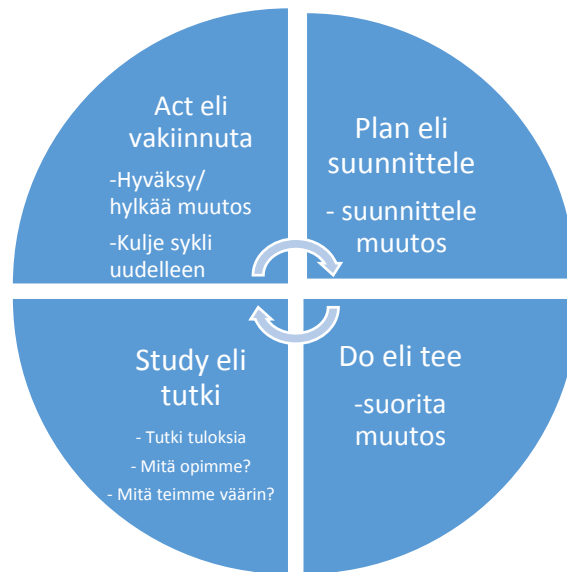 Act eli
vakiinnuta
-Hyväksy/
hylkää muutos
-Kulje sykli
uudelleen
Plan eli
suunnittele
- suunnittele
muutos
Study eli
tutki
- Tutki tuloksia
- Mitä opimme?
- Mitä teimme väärin?
Do eli tee
-suorita
muutos